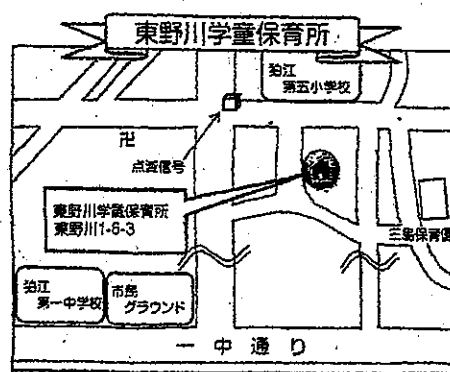 東野川学童保育所
狛江
第五小学校
卍
点滅信号
東野川学童保育所
東野川1-6-3
三島保育園
狛江
第一中学校
市民
グラウンド
一中通り